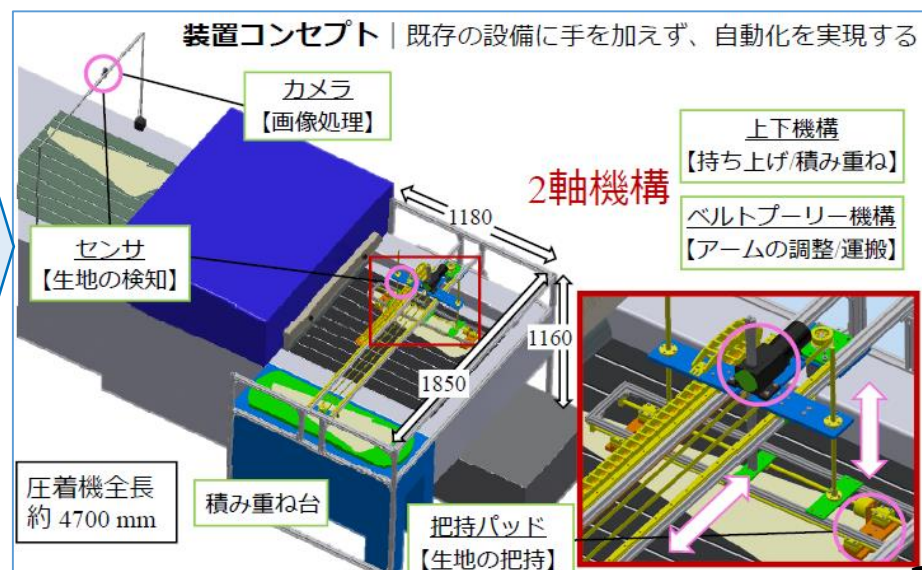 装置コンセプト｜既存の設備に手を加えず、自動化を実現する
カメラ
【画像処理】
上下機構
【持ち上げ/積み重ね】
2軸機構
ベルトプーリー機構
【アームの調整/運搬】
センサ
【生地の検知】
1180
1160
1850
圧着機全長
約 4700 mm
積み重ね台
把持パッド
【生地の把持】